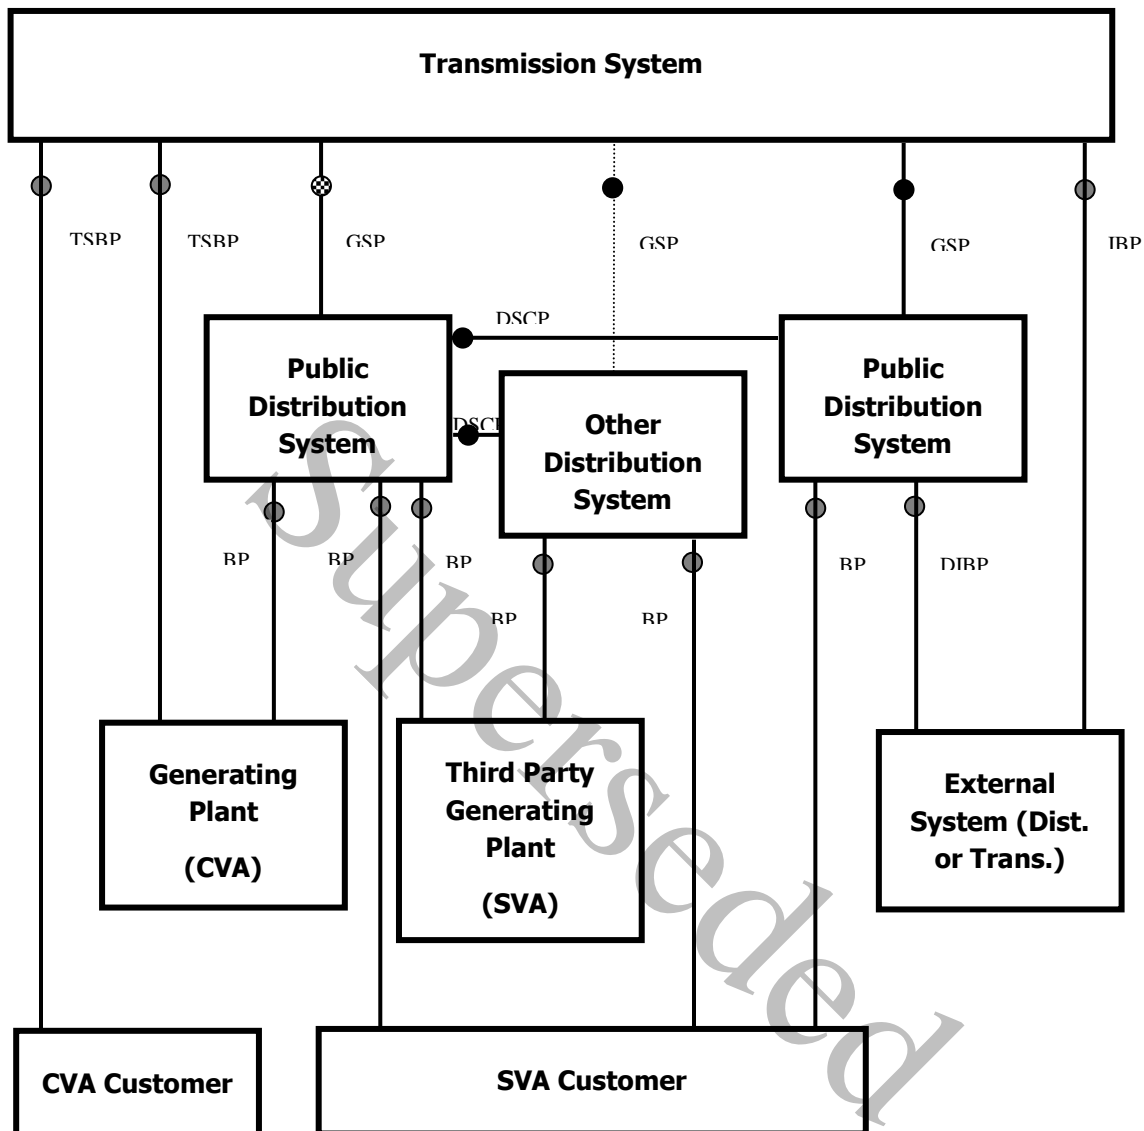 Transmission System
TSBP
TSBP
GSP
GSP
GSP
IBP
DSCP
Public
Distribution
System
DSCP
Other
Distribution
System
Public
Distribution
System
BP
BP
BP
BP
BP
BP
DIBP
Generating
Plant
(CVA)
Third Party
Generating
Plant
(SVA)
External
System (Dist.
or Trans.)
CVA Customer
SVA Customer
Superseded